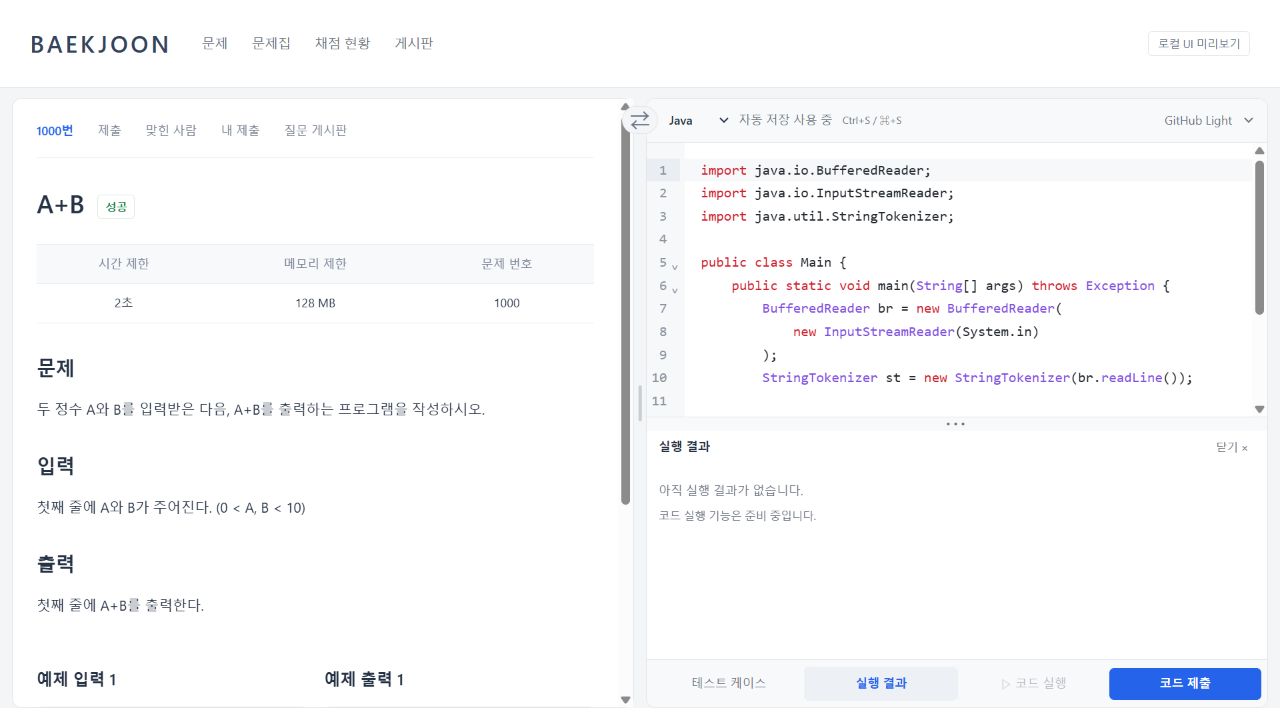 BAEKJOON 문제 문제집 채점 현황 게시판 로컬 UI 미리보기
1000번 제출 맞힌 사람 내 제출 질문 게시판
A+B 성공
시간 제한 메모리 제한 문제 번호
2초 128 MB 1000
문제
두 정수 A와 B를 입력받은 다음, A+B를 출력하는 프로그램을 작성하시오.
입력
첫째 줄에 A와 B가 주어진다. (0 < A, B < 10)
출력
첫째 줄에 A+B를 출력한다.
예제 입력 1 예제 출력 1
Java 자동 저장 사용 중 Ctrl+S / ⌘+S GitHub Light
1 import java.io.BufferedReader;
2 import java.io.InputStreamReader;
3 import java.util.StringTokenizer;
4
5 public class Main {
6 public static void main(String[] args) throws Exception {
7 BufferedReader br = new BufferedReader(
8 new InputStreamReader(System.in)
9 );
10 StringTokenizer st = new StringTokenizer(br.readLine());
11
실행 결과 닫기 ×
아직 실행 결과가 없습니다.
코드 실행 기능은 준비 중입니다.
테스트 케이스 실행 결과 ▷ 코드 실행 코드 제출